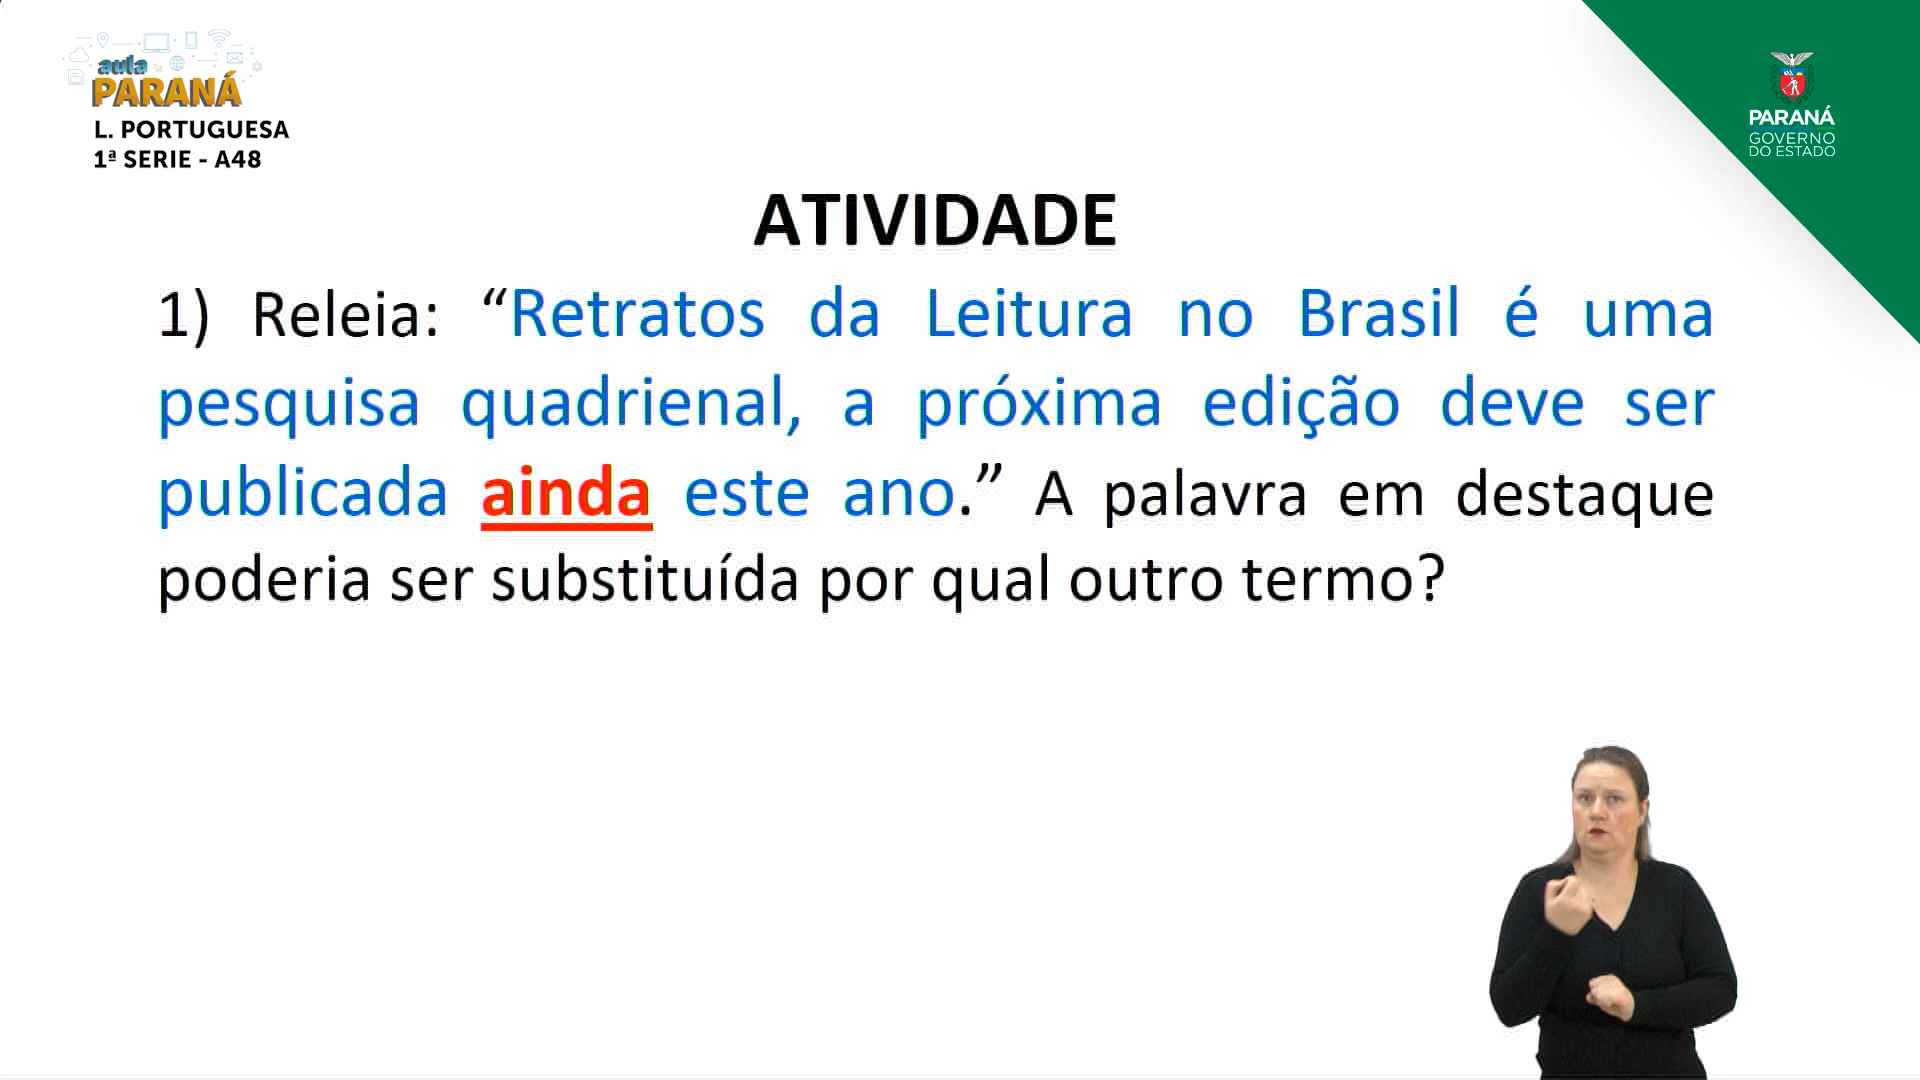 aula
PARANÁ
L. PORTUGUESA
1ª SERIE - A48
PARANÁ
GOVERNO
DO ESTADO
ATIVIDADE
1) Releia: “Retratos da Leitura no Brasil é uma
pesquisa quadrienal, a próxima edição deve ser
publicada ainda este ano.” A palavra em destaque
poderia ser substituída por qual outro termo?